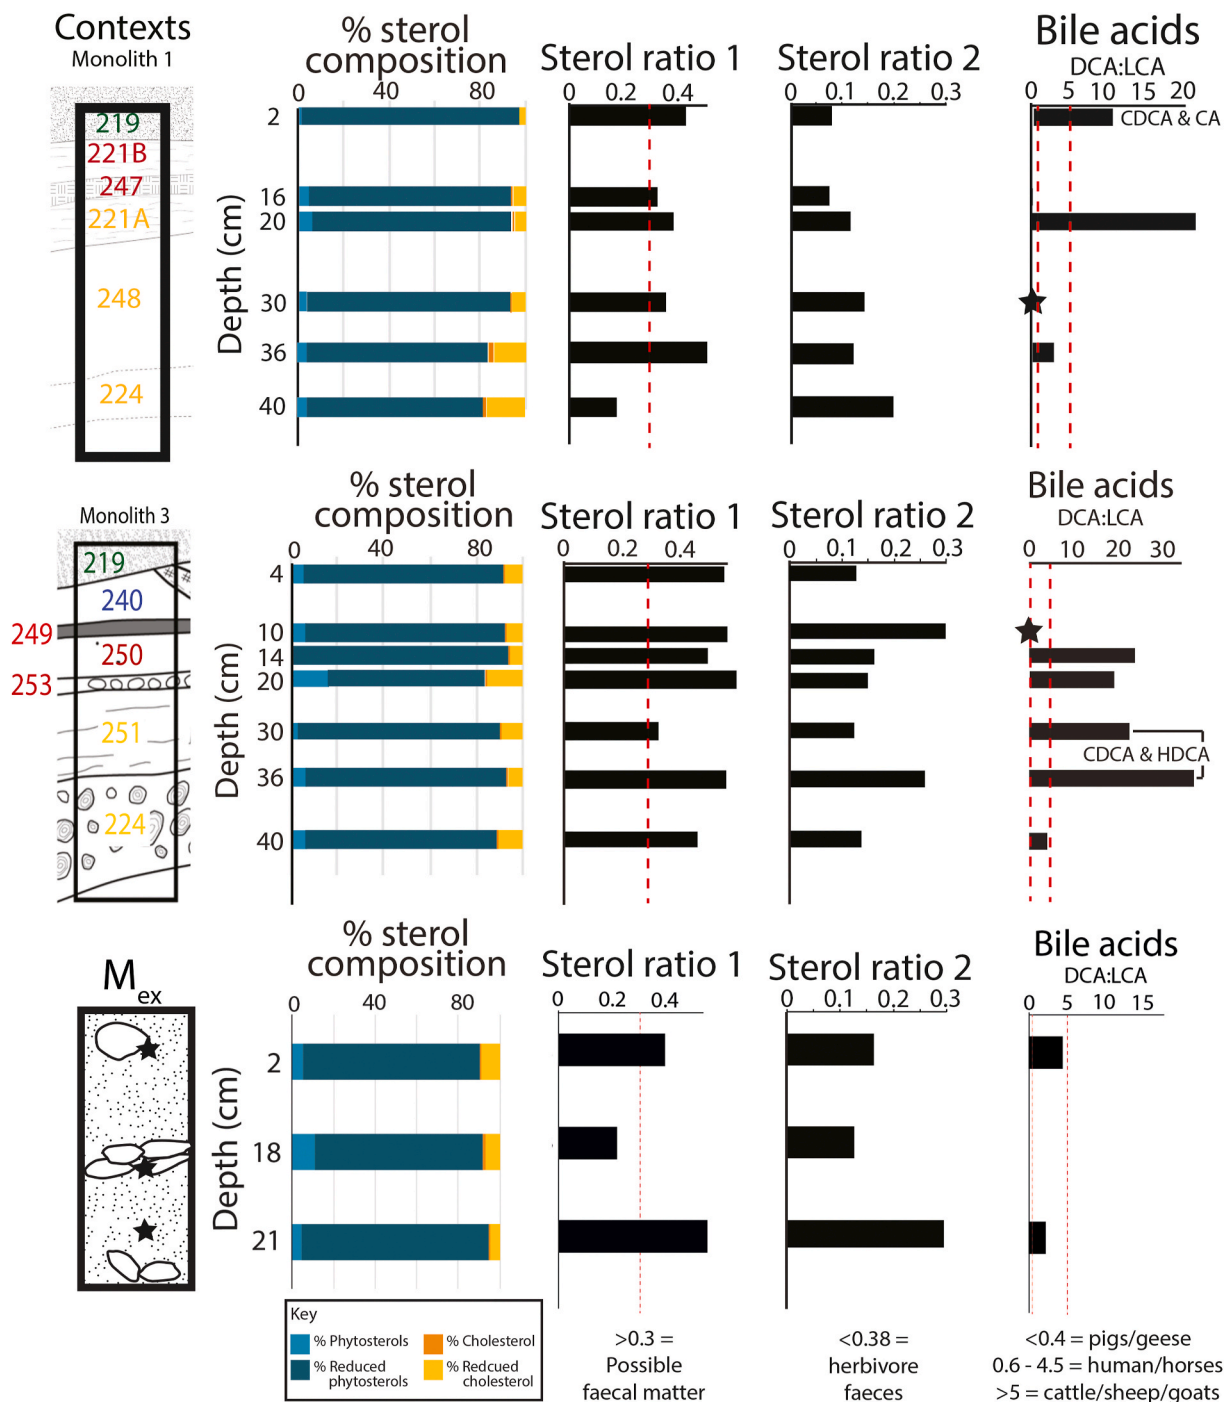 Contexts
Monolith 1
219
221B
247
221A
248
224
% sterol
composition
0 40 80
Depth (cm)
2
16
20
30
36
40
Sterol ratio 1
0 0.2 0.4
Sterol ratio 2
0 0.1 0.2 0.3
Bile acids
DCA:LCA
0 5 10 15 20
CDCA & CA
Monolith 3
219
240
249
250
253
251
224
% sterol
composition
0 40 80
Depth (cm)
4
10
14
20
30
36
40
Sterol ratio 1
0 0.2 0.4
Sterol ratio 2
0 0.1 0.2 0.3
Bile acids
DCA:LCA
0 10 20 30
CDCA & HDCA
Mex
% sterol
composition
0 40 80
Depth (cm)
2
18
21
Sterol ratio 1
0 0.2 0.4
Sterol ratio 2
0 0.1 0.2 0.3
Bile acids
DCA:LCA
0 5 10 15
Key
% Phytosterols
% Cholesterol
% Reduced
phytosterols
% Redcued
cholesterol
>0.3 =
Possible
faecal matter
<0.38 =
herbivore
faeces
<0.4 = pigs/geese
0.6 - 4.5 = human/horses
>5 = cattle/sheep/goats